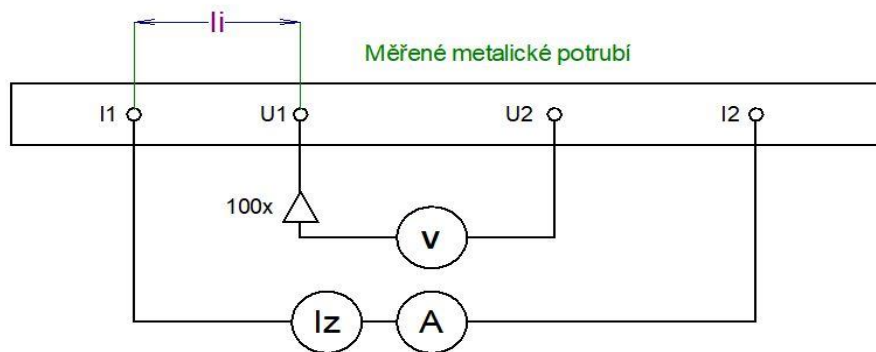 li
Měřené metalické potrubí
I1 U1 U2 I2
100x
V
Iz A